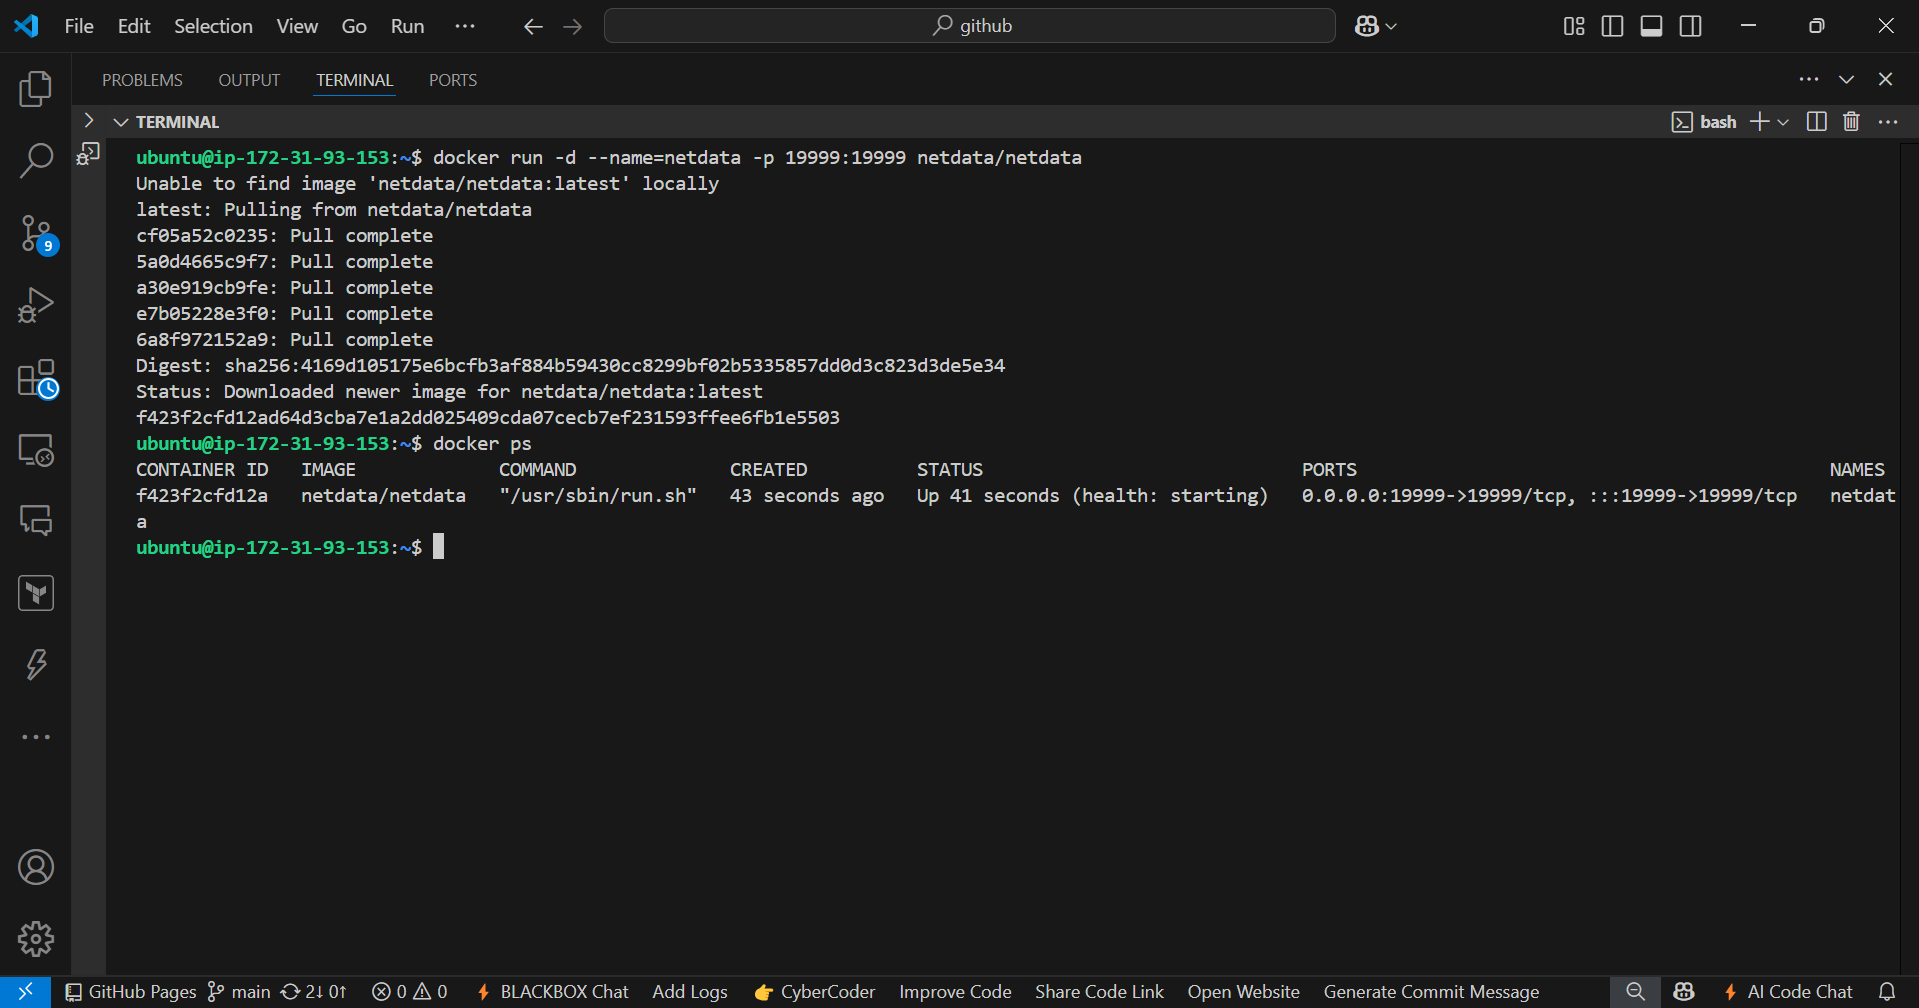 File Edit Selection View Go Run ··· github
PROBLEMS OUTPUT TERMINAL PORTS
TERMINAL bash
ubuntu@ip-172-31-93-153:~$ docker run -d --name=netdata -p 19999:19999 netdata/netdata
Unable to find image 'netdata/netdata:latest' locally
latest: Pulling from netdata/netdata
cf05a52c0235: Pull complete
5a0d4665c9f7: Pull complete
a30e919cb9fe: Pull complete
e7b05228e3f0: Pull complete
6a8f972152a9: Pull complete
Digest: sha256:4169d105175e6bcfb3af884b59430cc8299bf02b5335857dd0d3c823d3de5e34
Status: Downloaded newer image for netdata/netdata:latest
f423f2cfd12ad64d3cba7e1a2dd025409cda07cecb7ef231593ffee6fb1e5503
ubuntu@ip-172-31-93-153:~$ docker ps
CONTAINER ID IMAGE COMMAND CREATED STATUS PORTS NAMES
f423f2cfd12a netdata/netdata "/usr/sbin/run.sh" 43 seconds ago Up 41 seconds (health: starting) 0.0.0.0:19999->19999/tcp, :::19999->19999/tcp netdat
a
ubuntu@ip-172-31-93-153:~$
9
GitHub Pages main 2↓ 0↑ 0 0 BLACKBOX Chat Add Logs 👉 CyberCoder Improve Code Share Code Link Open Website Generate Commit Message AI Code Chat